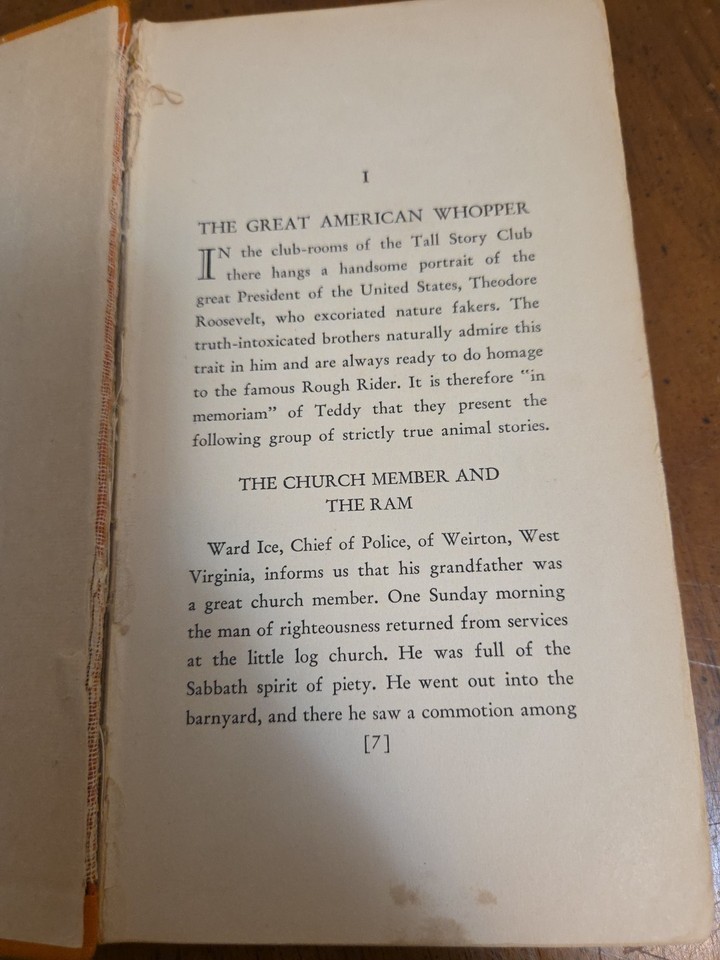 I
THE GREAT AMERICAN WHOPPER
IN the club-rooms of the Tall Story Club
there hangs a handsome portrait of the
great President of the United States, Theodore
Roosevelt, who excoriated nature fakers. The
truth-intoxicated brothers naturally admire this
trait in him and are always ready to do homage
to the famous Rough Rider. It is therefore "in
memoriam" of Teddy that they present the
following group of strictly true animal stories.
THE CHURCH MEMBER AND
THE RAM
Ward Ice, Chief of Police, of Weirton, West
Virginia, informs us that his grandfather was
a great church member. One Sunday morning
the man of righteousness returned from services
at the little log church. He was full of the
Sabbath spirit of piety. He went out into the
barnyard, and there he saw a commotion among
[7]